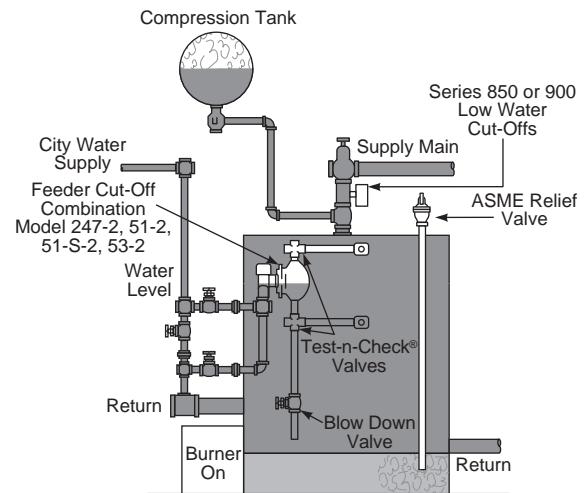 Compression Tank
Series 850 or 900
Low Water
Cut-Offs
City Water
Supply
Supply Main
Feeder Cut-Off
Combination
Model 247-2, 51-2,
51-S-2, 53-2
ASME Relief
Valve
Water
Level
Test-n-Check®
Valves
Return
Blow Down
Valve
Burner
On
Return